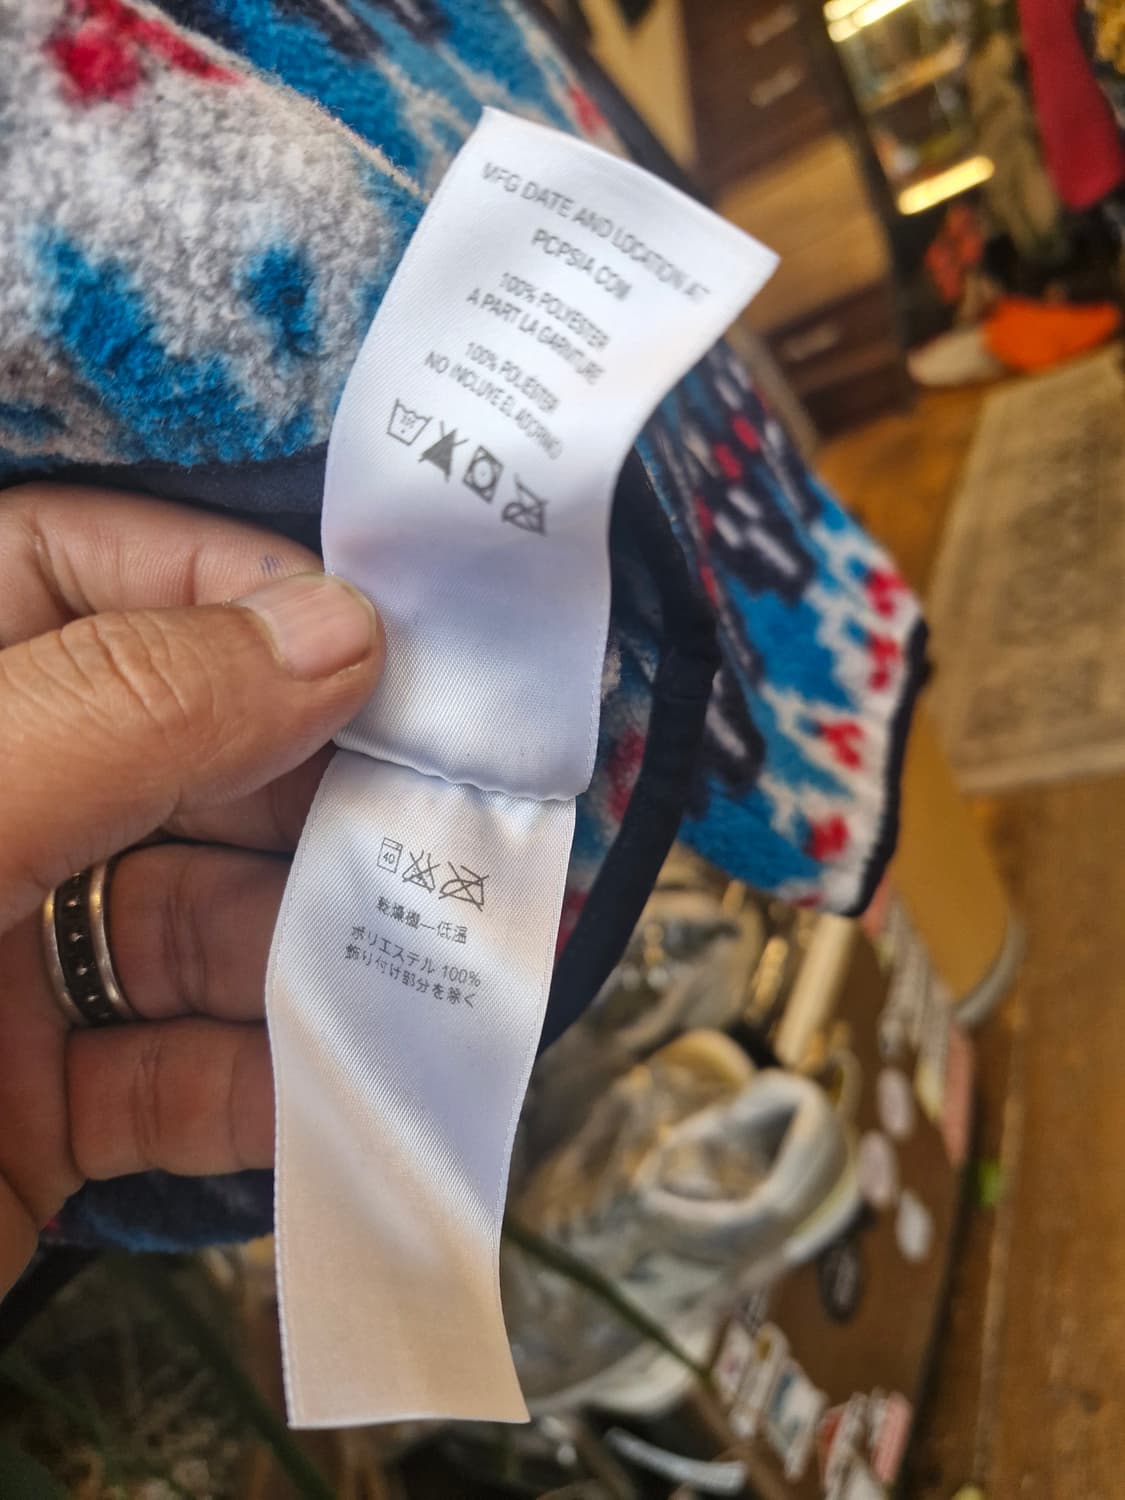 MFG DATE AND LOCATION AT
PCPSIA.COM
100% POLYESTER
A PART LA GARNITURE
100% POLIESTER
NO INCLUYE EL ADORNO
40
乾燥機—低温
ポリエステル 100%
飾り付け部分を除く